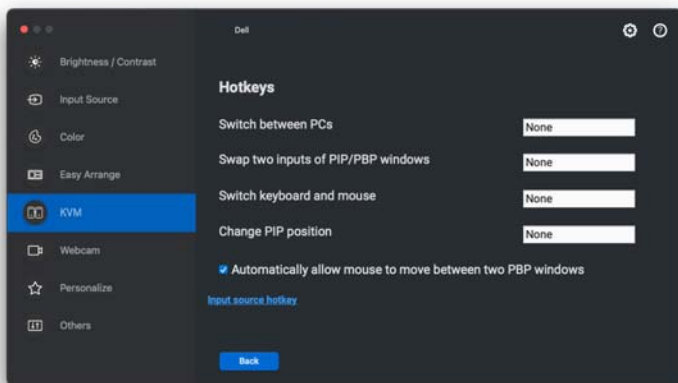 Dell
Brightness / Contrast
Input Source
Color
Easy Arrange
KVM
Webcam
Personalize
Others
Hotkeys
Switch between PCs None
Swap two inputs of PIP/PBP windows None
Switch keyboard and mouse None
Change PIP position None
Automatically allow mouse to move between two PBP windows
Input source hotkey
Back